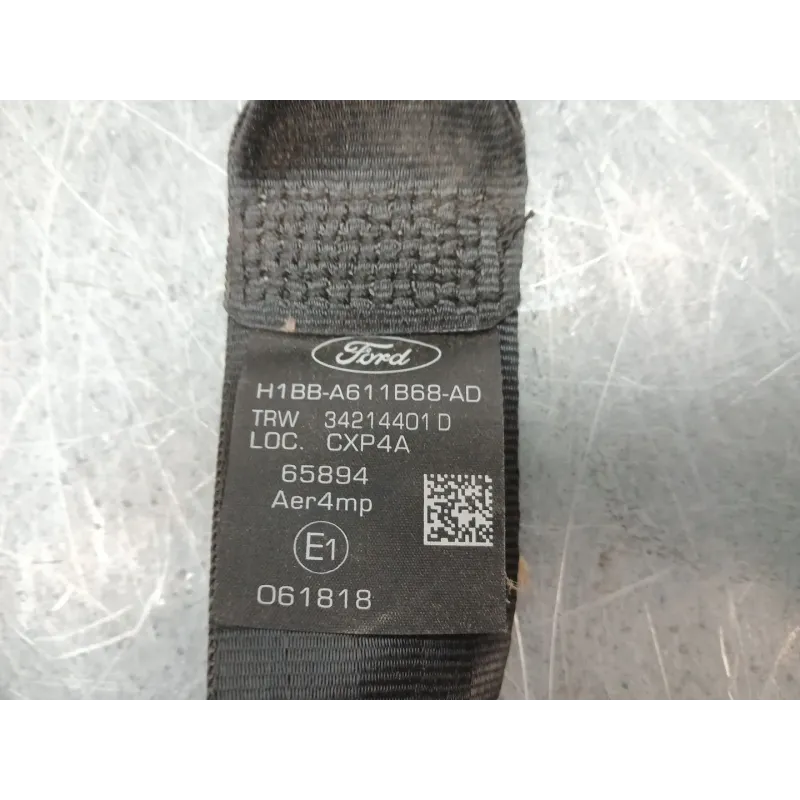 Ford
H1BB-A611B68-AD
TRW 34214401 D
LOC. CXP4A
65894
Aer4mp
E1
061818